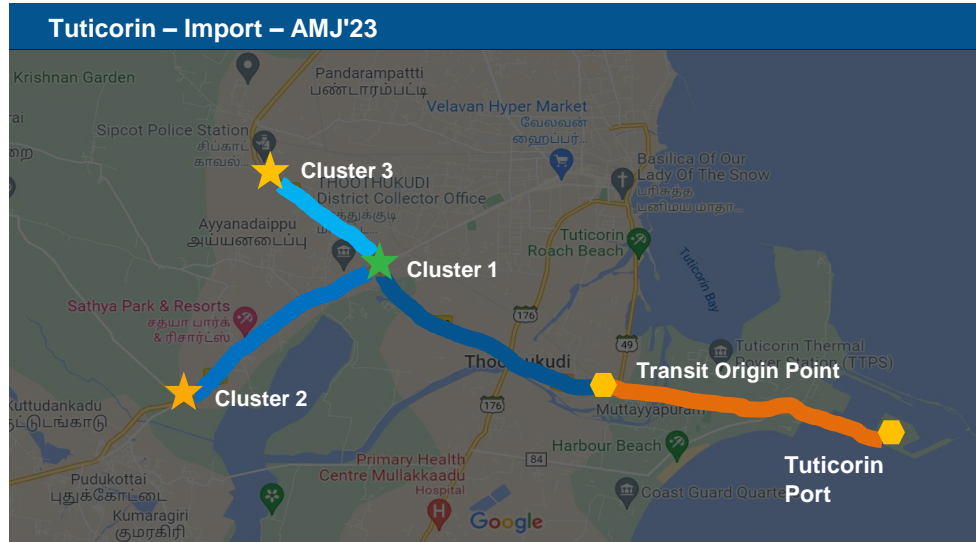 Tuticorin – Import – AMJ'23
Krishnan Garden
Pandarampattti
பண்டாரம்பட்டி
Velavan Hyper Market
வேலவன்
ஹைப்பர்...
Sipcot Police Station
சிப்காட்
காவல்...
Cluster 3
THOOTHUKUDI
District Collector Office
Basilica Of Our
Lady Of The Snow
பரிசுத்த
பனிமய மாதா...
Ayyanadaippu
அய்யனடைப்பு
Tuticorin
Roach Beach
Cluster 1
Tuticorin Bay
Sathya Park & Resorts
சத்யா பார்க்
& ரிசார்ட்ஸ்
176
49
Tuticorin Thermal
Power Station (TTPS)
Transit Origin Point
Cluster 2
Kuttudankadu
176
Muttayyapuram
Harbour Beach
84
Primary Health
Centre Mullakkaadu
Hospital
H
Tuticorin
Port
Pudukottai
புதுக்கோட்டை
Coast Guard Quarte
Kumaragiri
குமரகிரி
Google